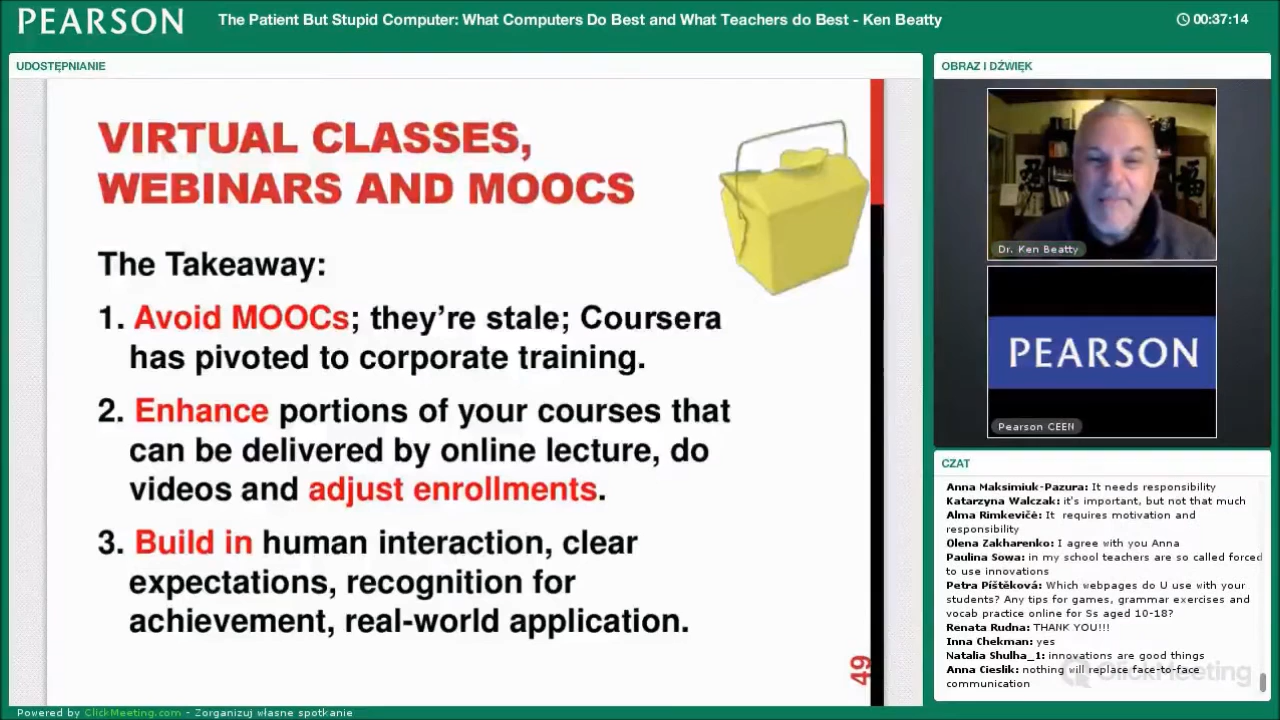 PEARSON
The Patient But Stupid Computer: What Computers Do Best and What Teachers do Best - Ken Beatty
00:37:14
UDOSTĘPNIANIE
VIRTUAL CLASSES,
WEBINARS AND MOOCS
The Takeaway:
1. Avoid MOOCs; they’re stale; Coursera
has pivoted to corporate training.
2. Enhance portions of your courses that
can be delivered by online lecture, do
videos and adjust enrollments.
3. Build in human interaction, clear
expectations, recognition for
achievement, real-world application.
49
OBRAZ I DŹWIĘK
Dr. Ken Beatty
PEARSON
Pearson CEEN
CZAT
Anna Maksimiuk-Pazura: It needs responsibility
Katarzyna Walczak: it's important, but not that much
Alma Rimkevičė: It requires motivation and
responsibility
Olena Zakharenko: I agree with you Anna
Paulina Sowa: in my school teachers are so called forced
to use innovations
Petra Píštěková: Which webpages do U use with your
students? Any tips for games, grammar exercises and
vocab practice online for Ss aged 10-18?
Renata Rudna: THANK YOU!!!
Inna Chekman: yes
Natalia Shulha_1: innovations are good things
Anna Cieslik: nothing will replace face-to-face
communication
ClickMeeting
Powered by ClickMeeting.com - Zorganizuj własne spotkanie